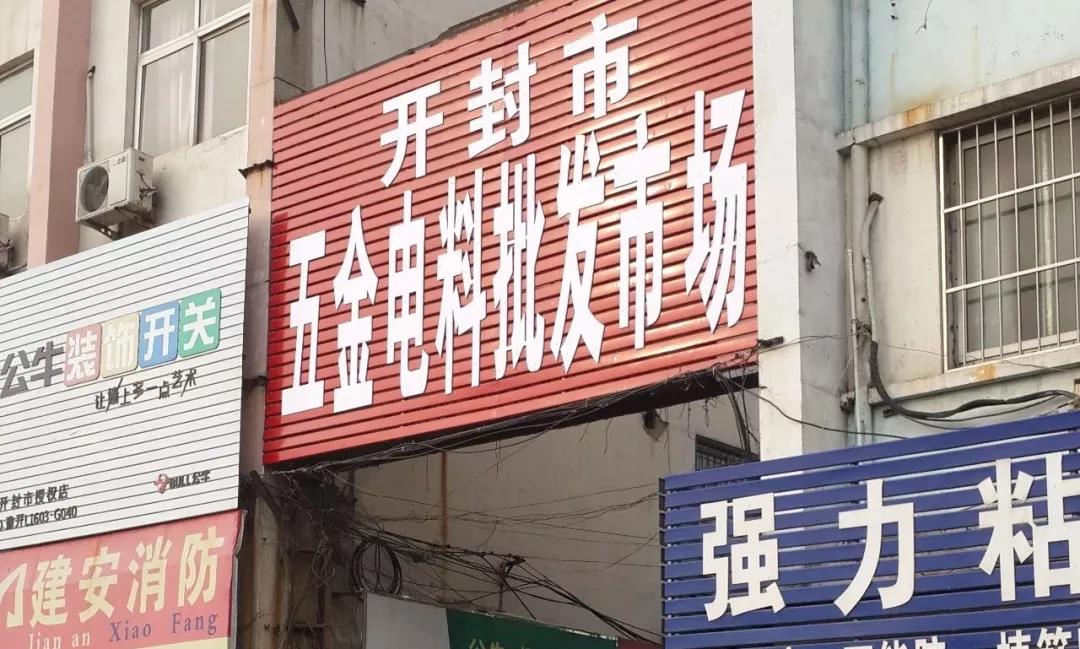 开封市
五金电料批发市场
公牛装饰开关
让墙上多一点艺术
BULL公牛
开封市授权店
建安消防
Jian an Xiao Fang
强力粘